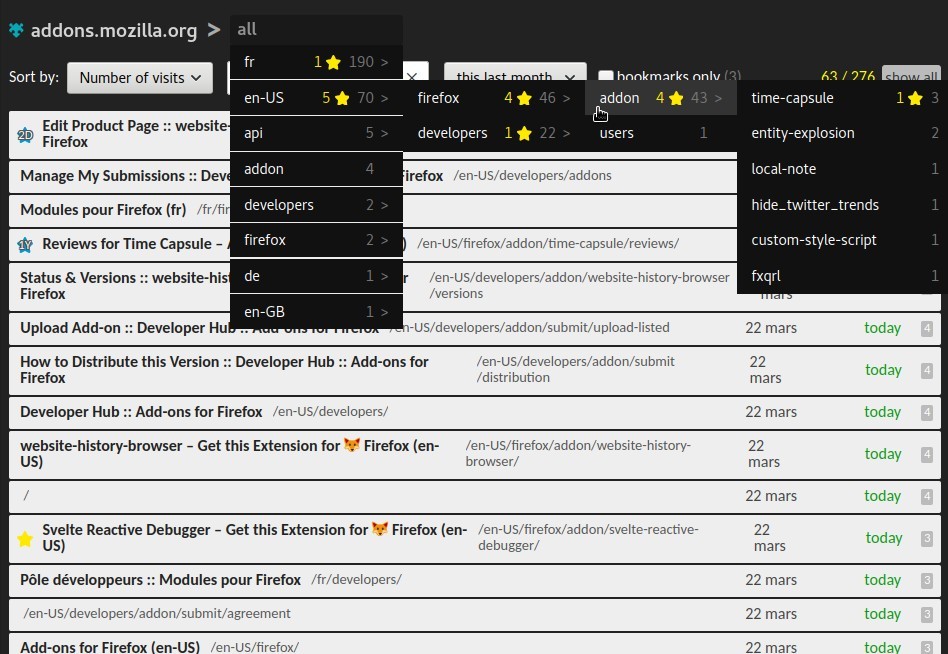 addons.mozilla.org > all
Sort by: Number of visits this last month bookmarks only (3) 63 / 276 show all
fr 1 190 >
en-US 5 70 >
api 5 >
addon 4
developers 2 >
firefox 2 >
de 1 >
en-GB 1 >
firefox 4 46 >
developers 1 22 >
addon 4 43 >
users 1
time-capsule 1 3
entity-explosion 2
local-note 1
hide_twitter_trends 1
custom-style-script 1
fxqrl 1
Edit Product Page :: website-
Firefox
Manage My Submissions :: Deve
irefox /en-US/developers/addons
Modules pour Firefox (fr) /fr/fir
Reviews for Time Capsule –
/en-US/firefox/addon/time-capsule/reviews/
Status & Versions :: website-hist
Firefox
/en-US/developers/addon/website-history-browser
/versions
mars
Upload Add-on :: Developer Hub :: Add-ons for Firefox /en-US/developers/addon/submit/upload-listed 22 mars today 4
How to Distribute this Version :: Developer Hub :: Add-ons for
Firefox
/en-US/developers/addon/submit
/distribution
22
mars
today 4
Developer Hub :: Add-ons for Firefox /en-US/developers/ 22 mars today 4
website-history-browser – Get this Extension for 🦊 Firefox (en-
US)
/en-US/firefox/addon/website-history-
browser/
22
mars
today 4
/ 22 mars today 4
Svelte Reactive Debugger – Get this Extension for 🦊 Firefox (en-
US)
/en-US/firefox/addon/svelte-reactive-
debugger/
22
mars
today 3
Pôle développeurs :: Modules pour Firefox /fr/developers/ 22 mars today 3
/en-US/developers/addon/submit/agreement 22 mars today 3
Add-ons for Firefox (en-US) /en-US/firefox/ 22 mars today 3